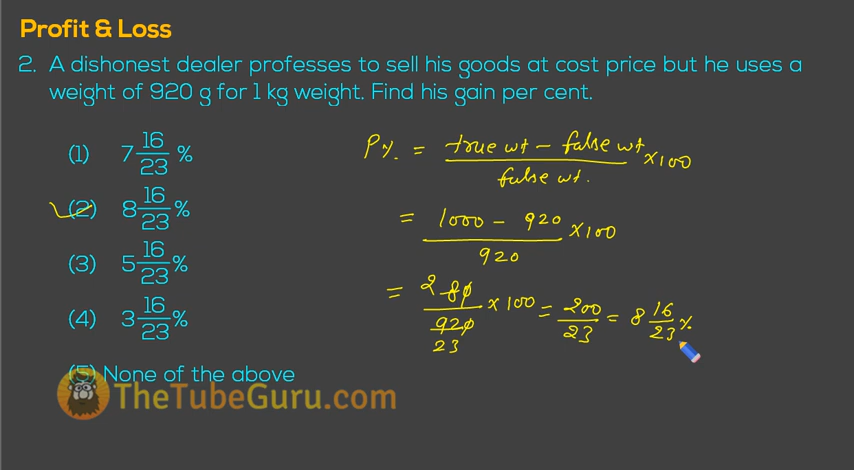 Profit & Loss
2. A dishonest dealer professes to sell his goods at cost price but he uses a
weight of 920 g for 1 kg weight. Find his gain per cent.
(1) 7 16/23 %
(2) 8 16/23 %
(3) 5 16/23 %
(4) 3 16/23 %
(5) None of the above
P%. = true wt - false wt / false wt. × 100
= 1000 - 920 / 920 × 100
= 2 80 / 920 23 × 100 = 200/23 = 8 16/23 %
TheTubeGuru.com